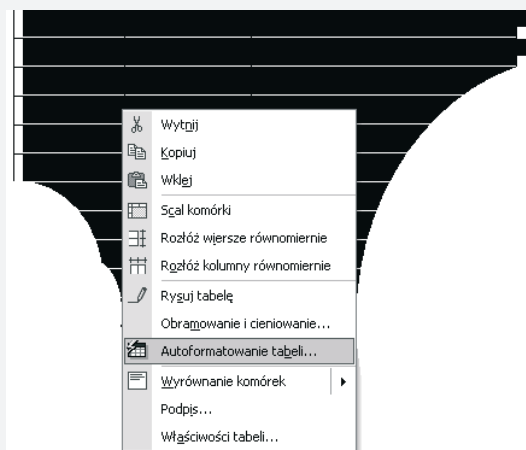 Wytnij
Kopiuj
Wklej
Scal komórki
Rozłóż wiersze równomiernie
Rozłóż kolumny równomiernie
Rysuj tabelę
Obramowanie i cieniowanie...
Autoformatowanie tabeli...
Wyrównanie komórek
Podpis...
Właściwości tabeli...